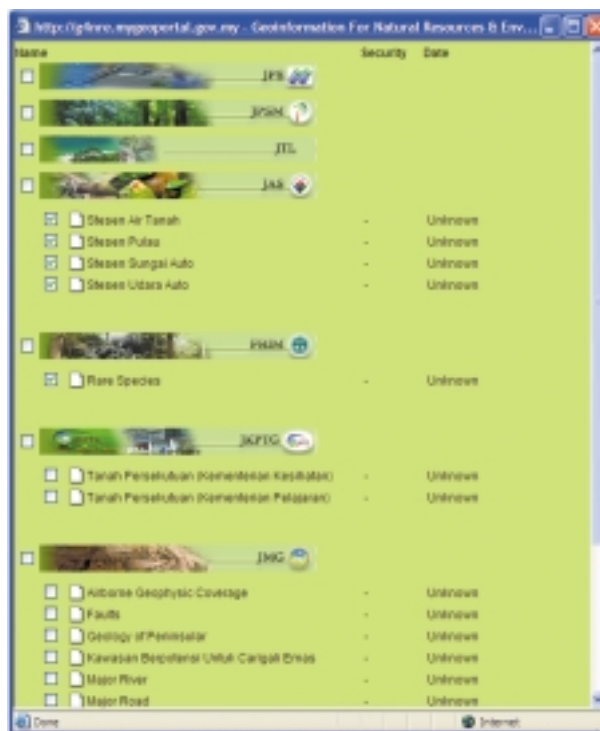 http://g4nre.mygeoportal.gov.my - Geoinformation For Natural Resources & Env...
Name Security Date
JPS
JPSM
JTL
JAS
Stesen Air Tanah - Unknown
Stesen Pulau - Unknown
Stesen Sungai Auto - Unknown
Stesen Udara Auto - Unknown
PHLM
Rare Species - Unknown
JKPTG
Tanah Persekutuan (Kementerian Kesihatan) - Unknown
Tanah Persekutuan (Kementerian Pelajaran) - Unknown
JMG
Airborne Geophysic Coverage - Unknown
Faults - Unknown
Geology of Peninsular - Unknown
Kawasan Berpotensi Untuk Carigali Emas - Unknown
Major River - Unknown
Major Road - Unknown
Done Internet